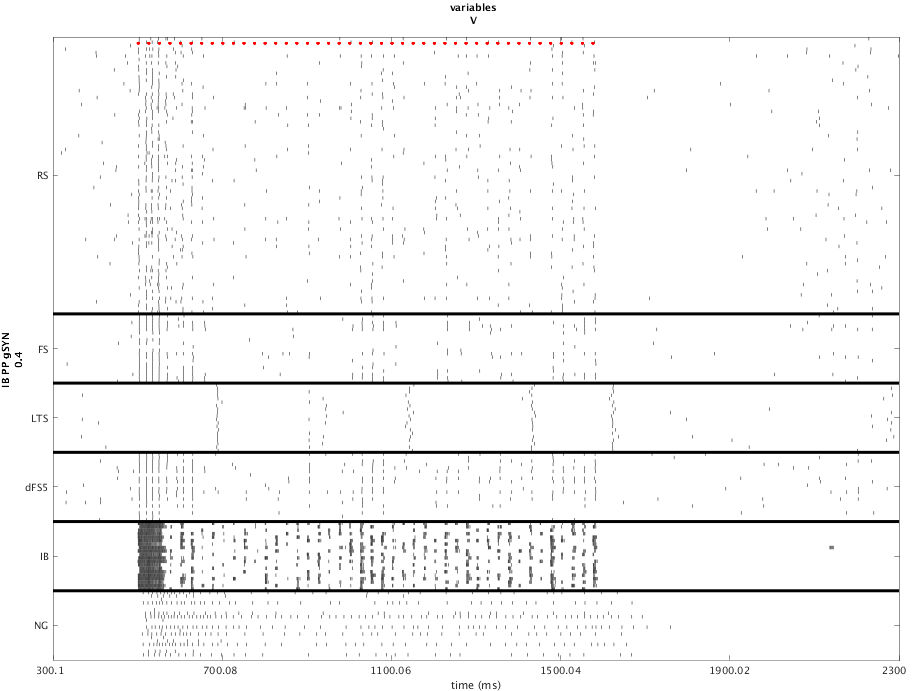 variables
V
IB PP gSYN
0.4
RS
FS
LTS
dFS5
IB
NG
300.1
700.08
1100.06
1500.04
1900.02
2300
time (ms)